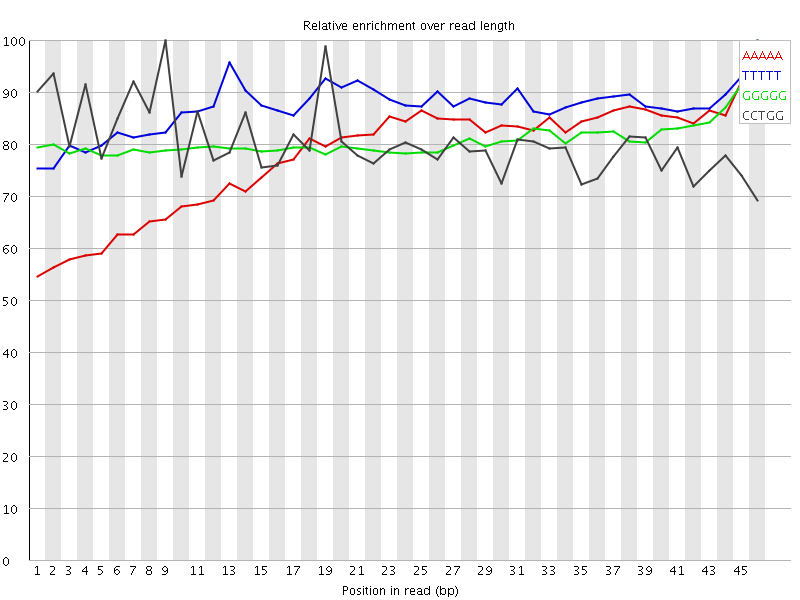 Relative enrichment over read length
100
90
80
70
60
50
40
30
20
10
0
AAAAA
TTTTT
GGGGG
CCTGG
1 2 3 4 5 6 7 8 9 11 13 15 17 19 21 23 25 27 29 31 33 35 37 39 41 43 45
Position in read (bp)